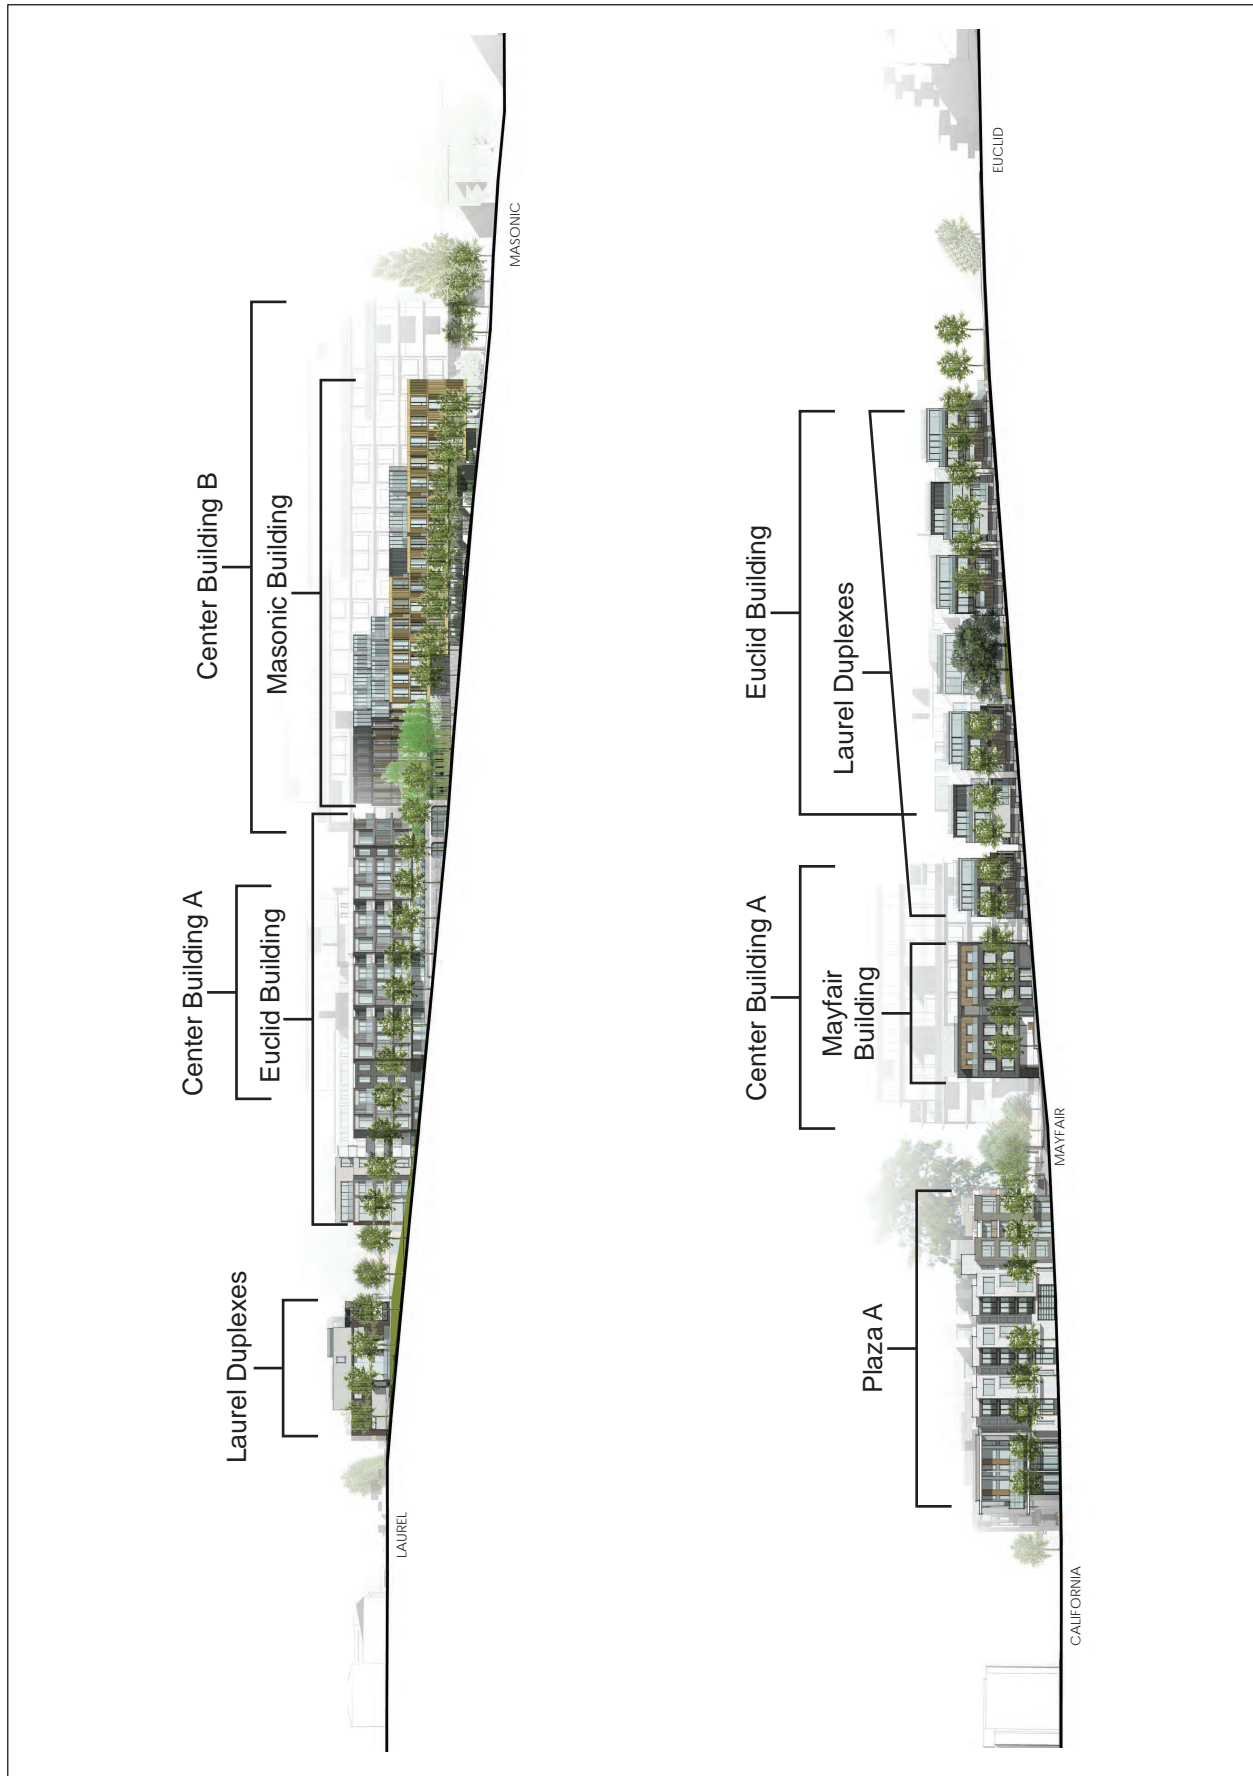 Laurel Duplexes
Center Building A
Euclid Building
Center Building B
Masonic Building
LAUREL
MASONIC
Plaza A
Center Building A
Mayfair
Building
Euclid Building
Laurel Duplexes
CALIFORNIA
MAYFAIR
EUCLID